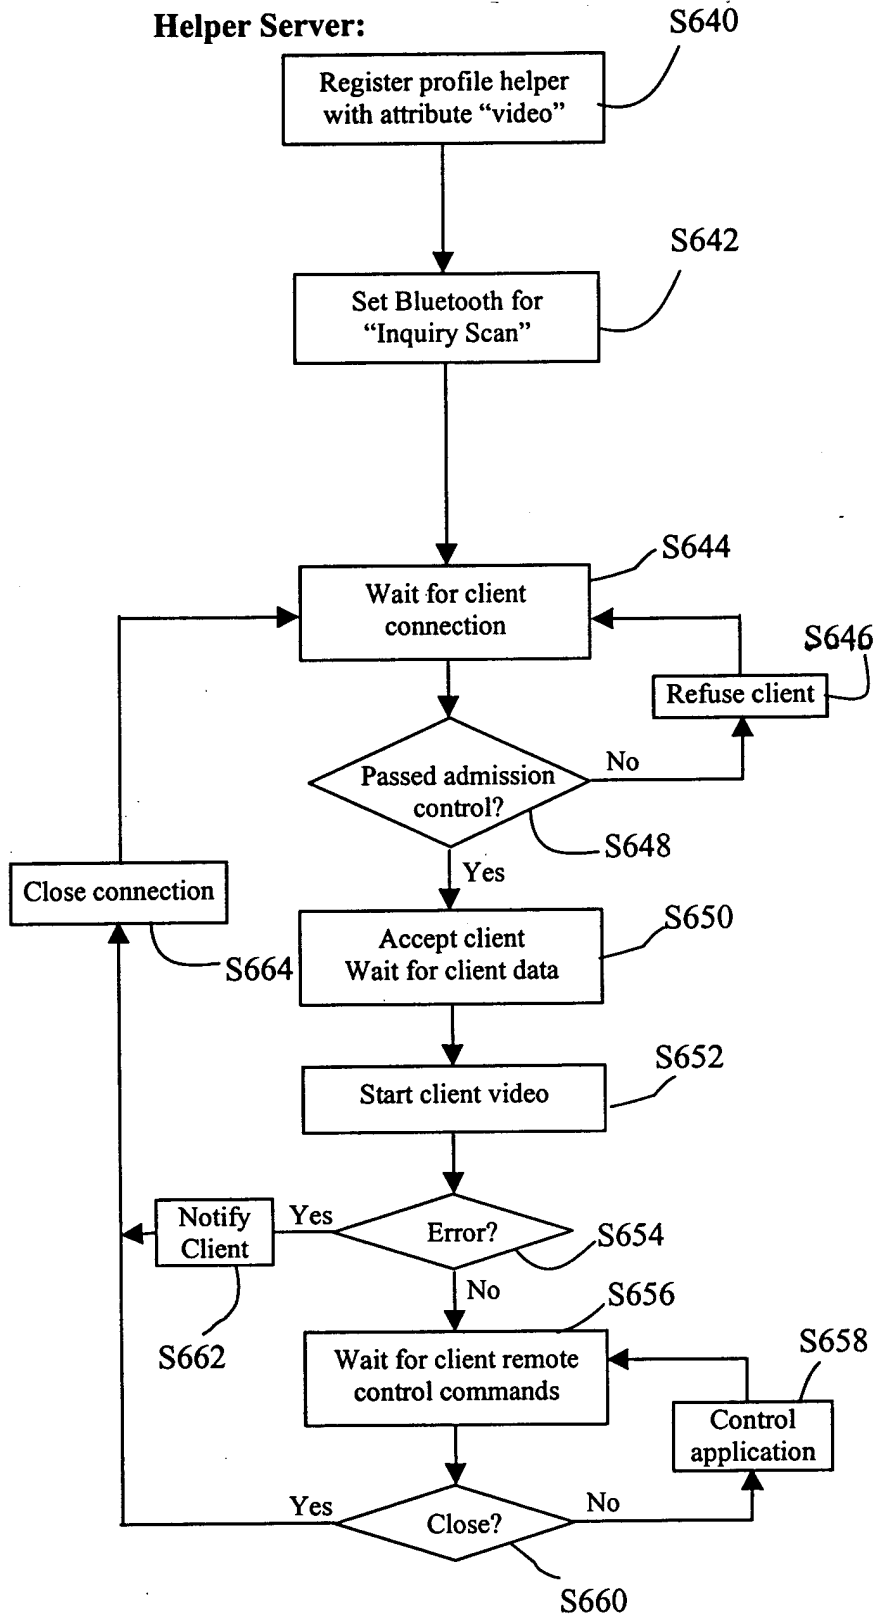 Helper Server:
S640
Register profile helper
with attribute “video”
S642
Set Bluetooth for
“Inquiry Scan”
S644
Wait for client
connection
S646
Refuse client
Passed admission
control?
No
S648
Yes
Close connection
S664
S650
Accept client
Wait for client data
S652
Start client video
Notify
Client
Yes
Error?
S654
No
S662
S656
Wait for client remote
control commands
S658
Control
application
Yes
Close?
No
S660